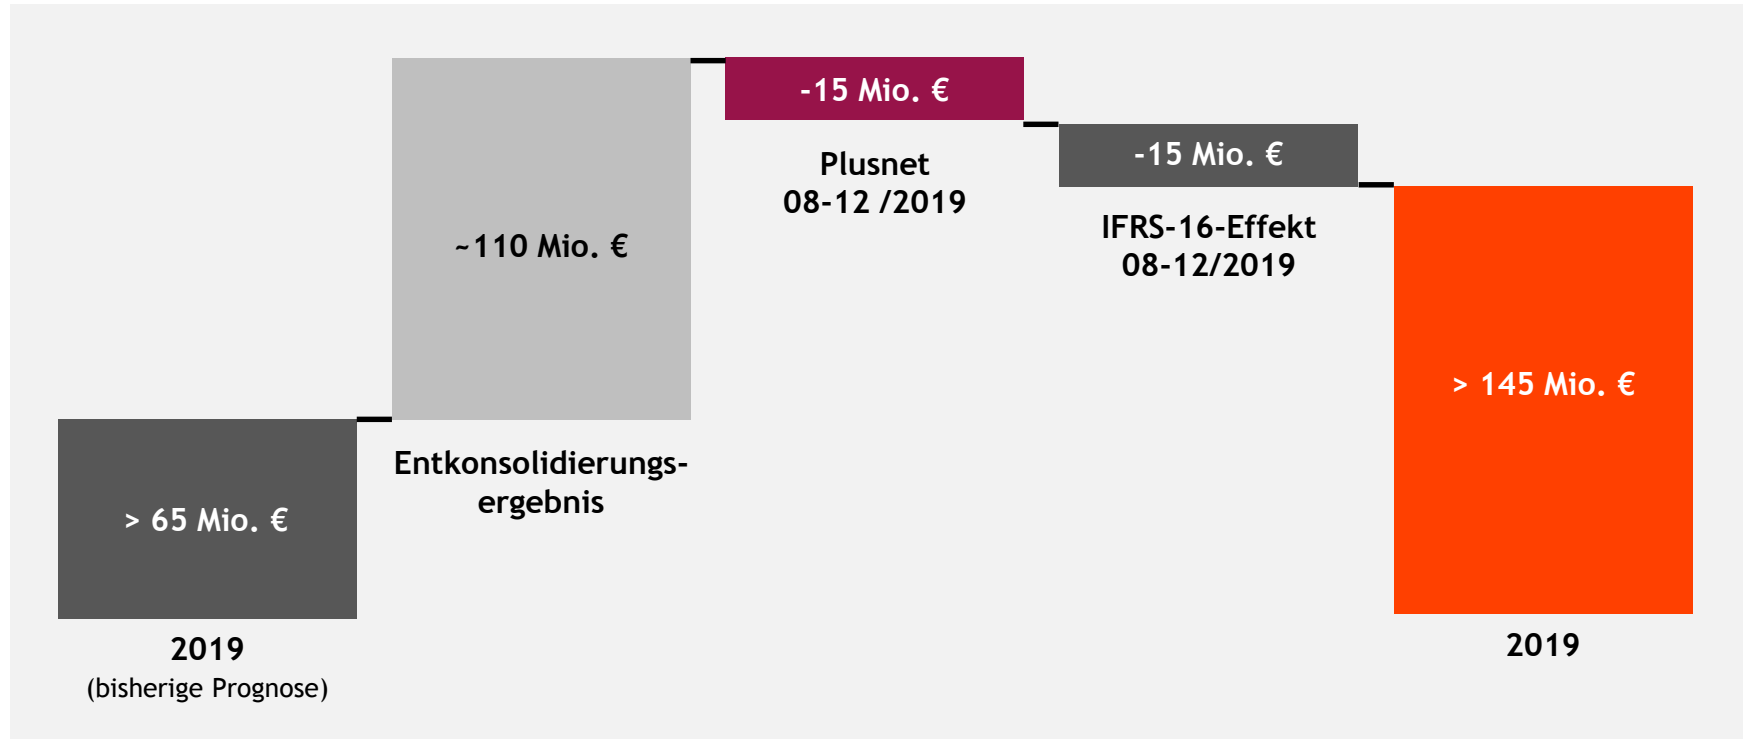 -15 Mio. €
Plusnet
08-12 /2019
-15 Mio. €
IFRS-16-Effekt
08-12/2019
~110 Mio. €
Entkonsolidierungs-
ergebnis
> 145 Mio. €
2019
> 65 Mio. €
2019
(bisherige Prognose)